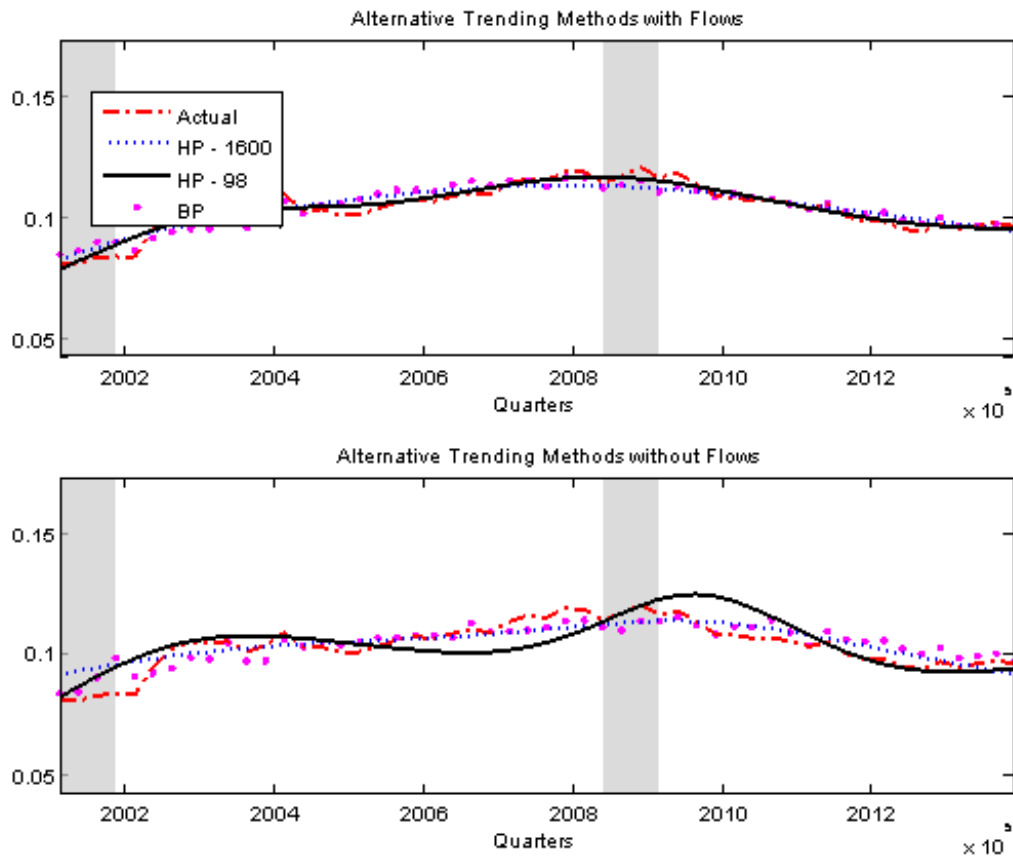 Alternative Trending Methods with Flows
0.15
0.1
0.05
Actual
HP - 1600
HP - 98
BP
2002 2004 2006 2008 2010 2012
Quarters
× 10⁵
Alternative Trending Methods without Flows
0.15
0.1
0.05
2002 2004 2006 2008 2010 2012
Quarters
× 10⁵